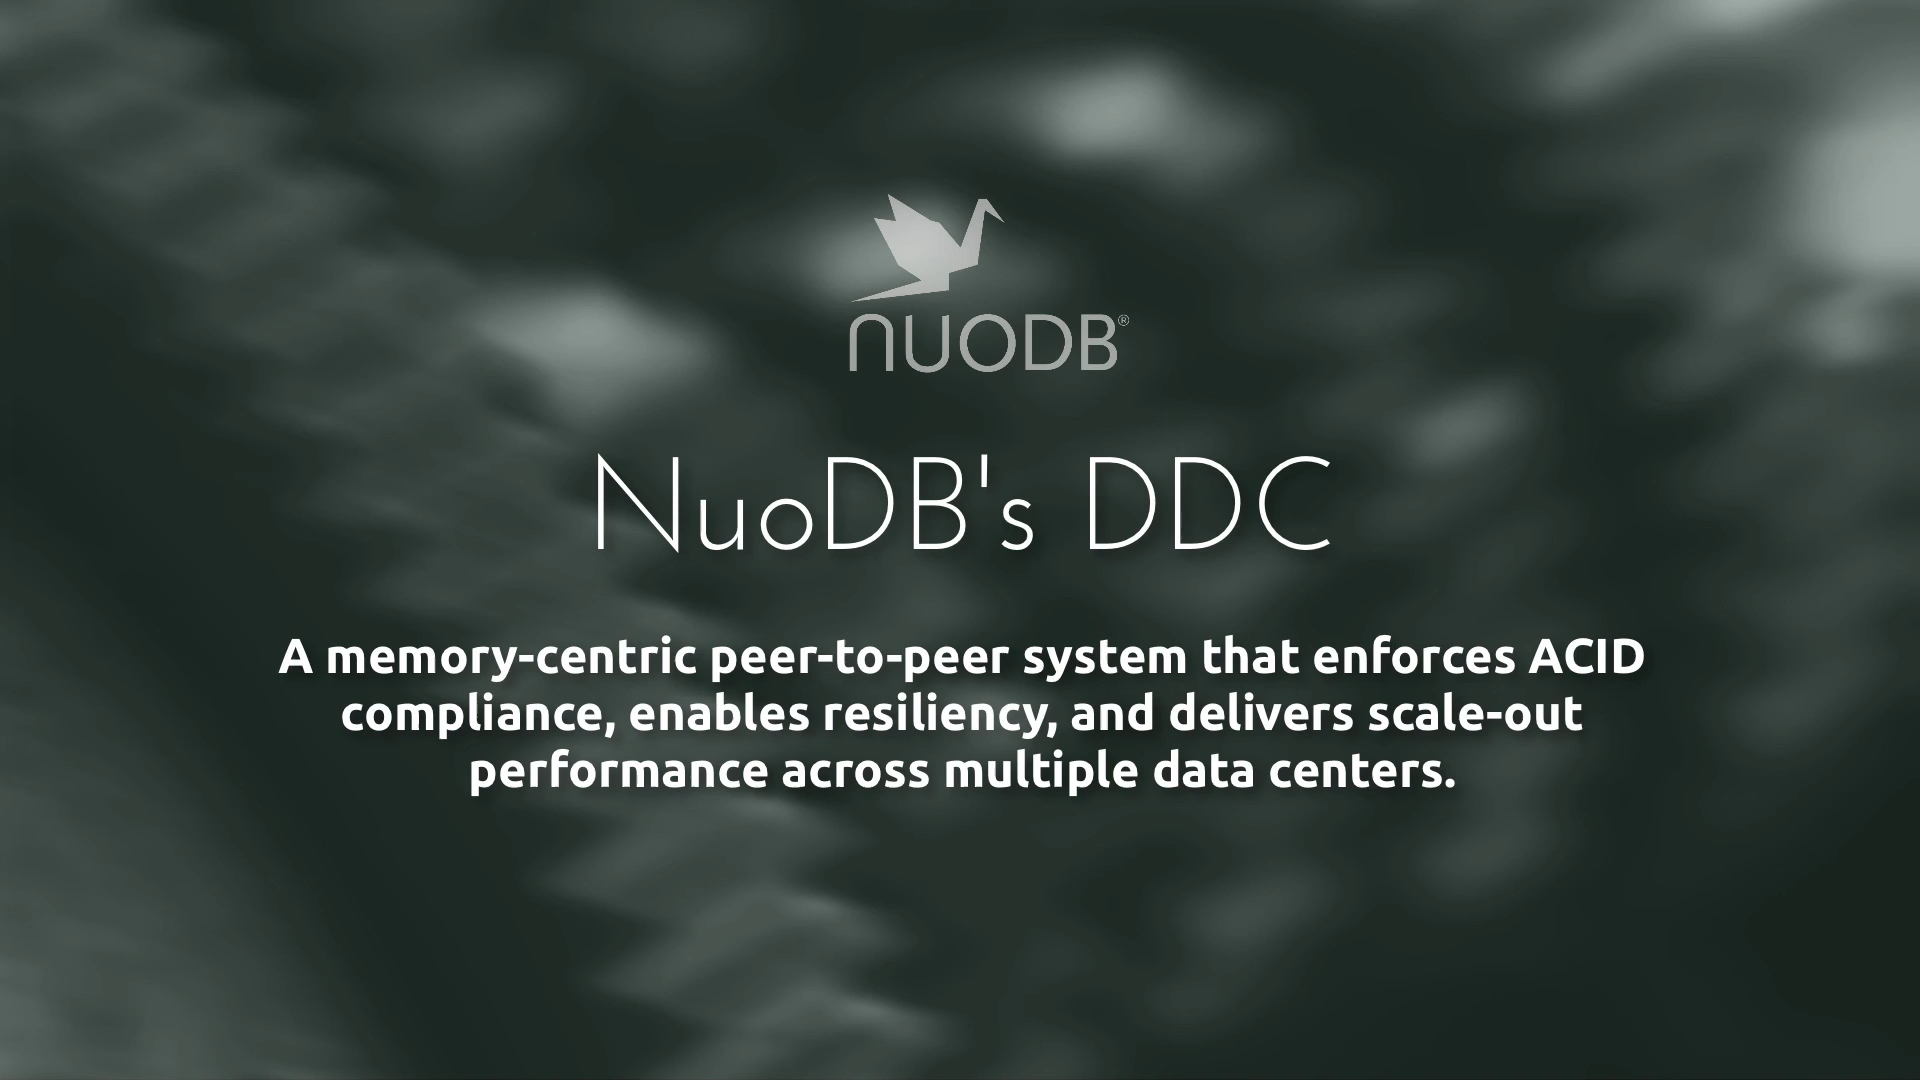 nuoDB®
NuoDB's DDC
A memory-centric peer-to-peer system that enforces ACID
compliance, enables resiliency, and delivers scale-out
performance across multiple data centers.